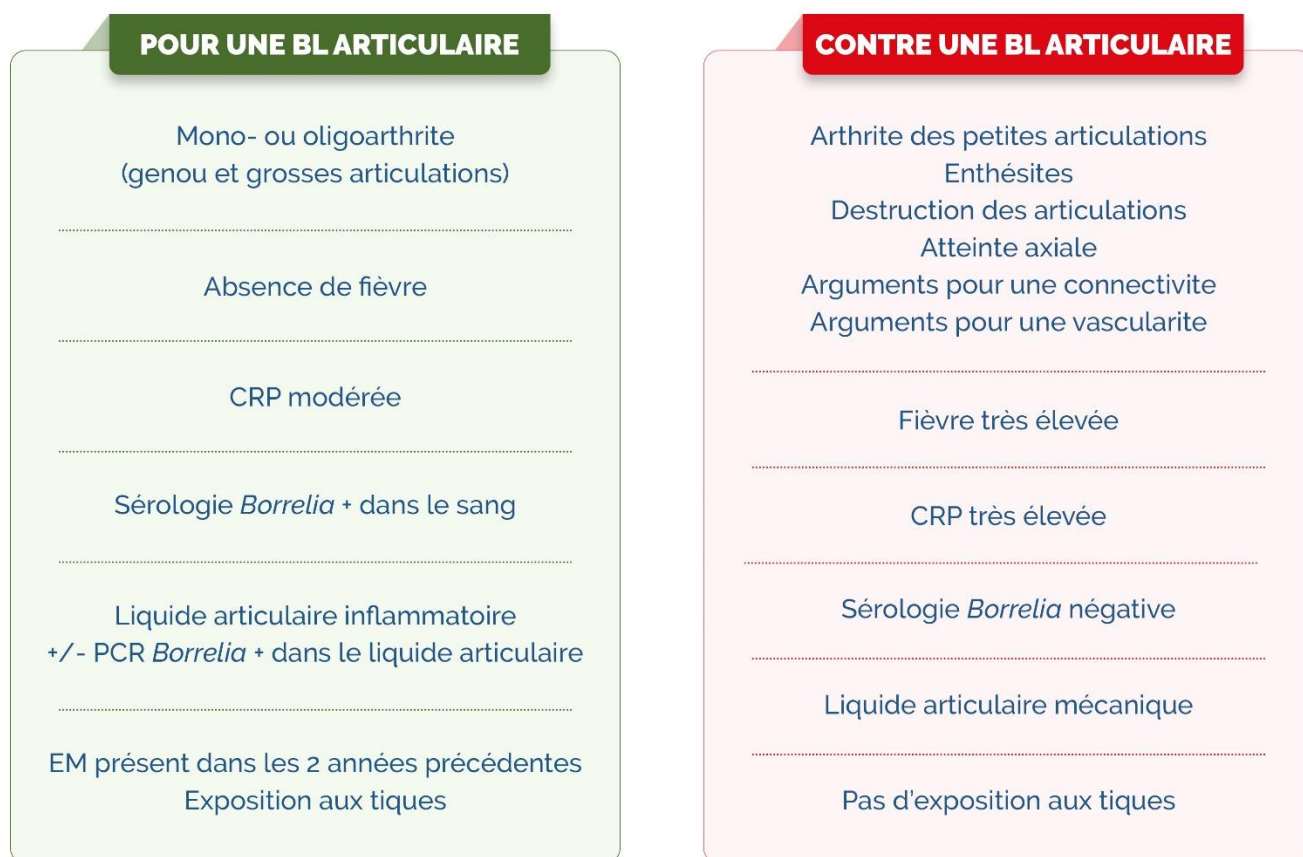 POUR UNE BL ARTICULAIRE
Mono- ou oligoarthrite
(genou et grosses articulations)
Absence de fièvre
CRP modérée
Sérologie Borrelia + dans le sang
Liquide articulaire inflammatoire
+/- PCR Borrelia + dans le liquide articulaire
EM présent dans les 2 années précédentes
Exposition aux tiques
CONTRE UNE BL ARTICULAIRE
Arthrite des petites articulations
Enthésites
Destruction des articulations
Atteinte axiale
Arguments pour une connectivite
Arguments pour une vascularite
Fièvre très élevée
CRP très élevée
Sérologie Borrelia négative
Liquide articulaire mécanique
Pas d'exposition aux tiques